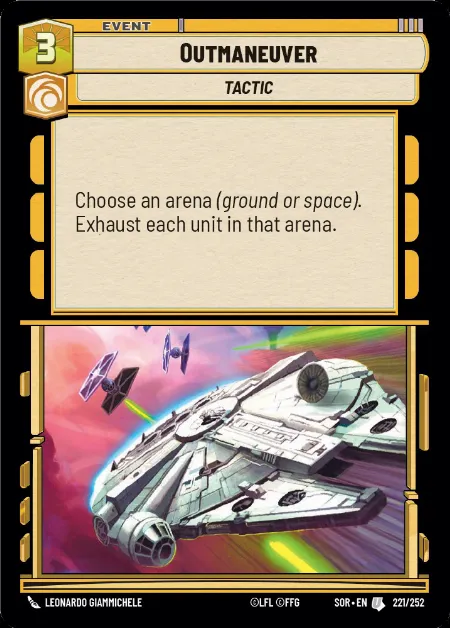 EVENT
3
OUTMANEUVER
TACTIC
Choose an arena (ground or space).
Exhaust each unit in that arena.
LEONARDO GIAMMICHELE ©LFL ©FFG SOR•EN U 221/252